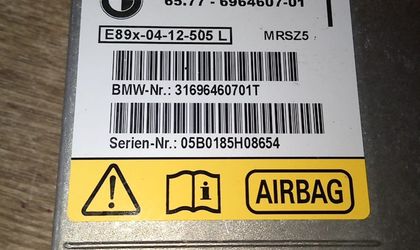 65.77 - 6964607-01
E89x-04-12-505 L MRSZ5
BMW-Nr.: 31696460701T
Serien-Nr.: 05B0185H08654
i AIRBAG